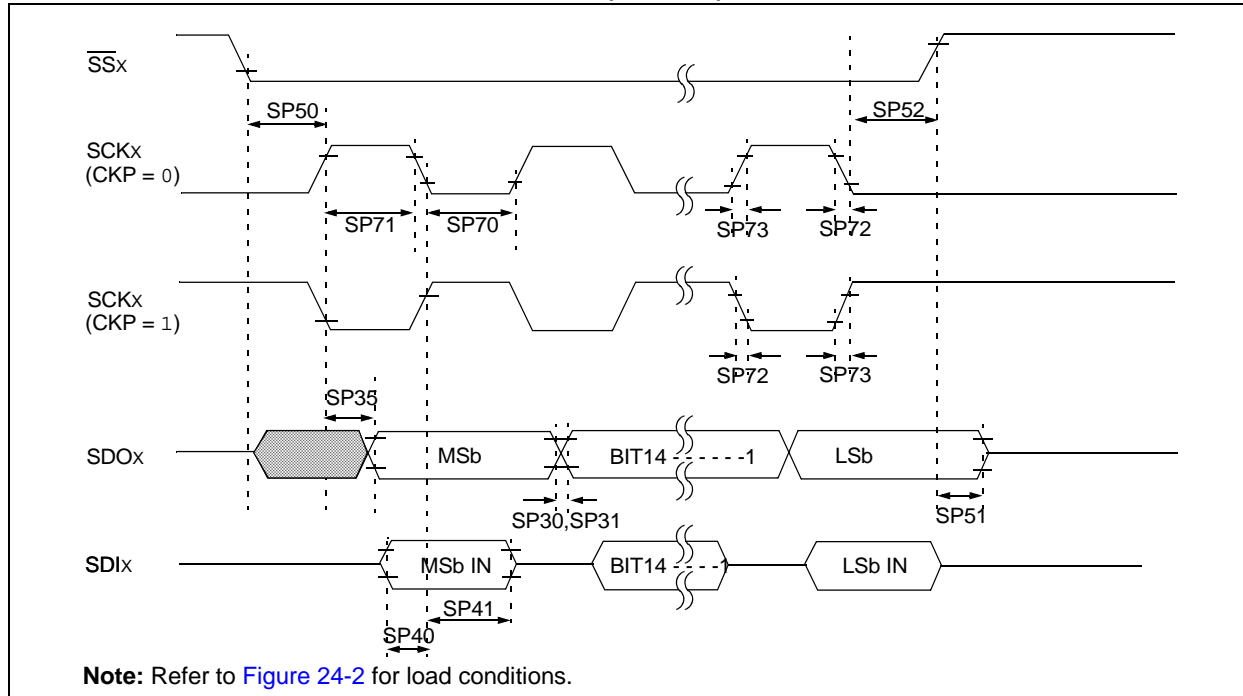 SSx
SP50
SP52
SCKx
(CKP = 0)
SP71
SP70
SP73
SP72
SCKx
(CKP = 1)
SP72
SP73
SP35
SDOx
MSb
BIT14 - - - - - -1
LSb
SP30,SP31
SP51
SDIx
MSb IN
BIT14 - - - - 1
LSb IN
SP41
SP40
Note: Refer to Figure 24-2 for load conditions.